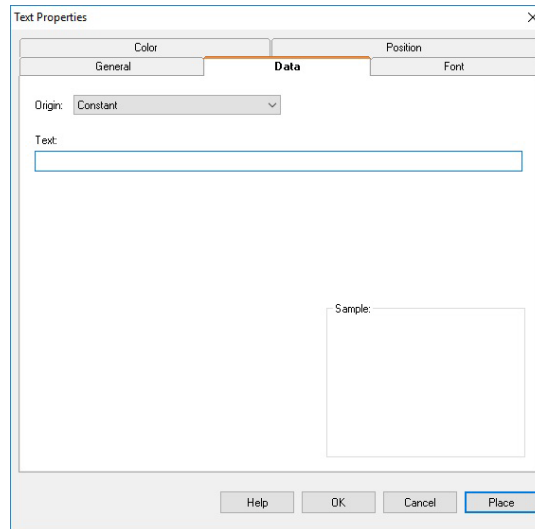 Text Properties
Color Position
General Data Font
Origin: Constant
Text:
Sample:
Help OK Cancel Place